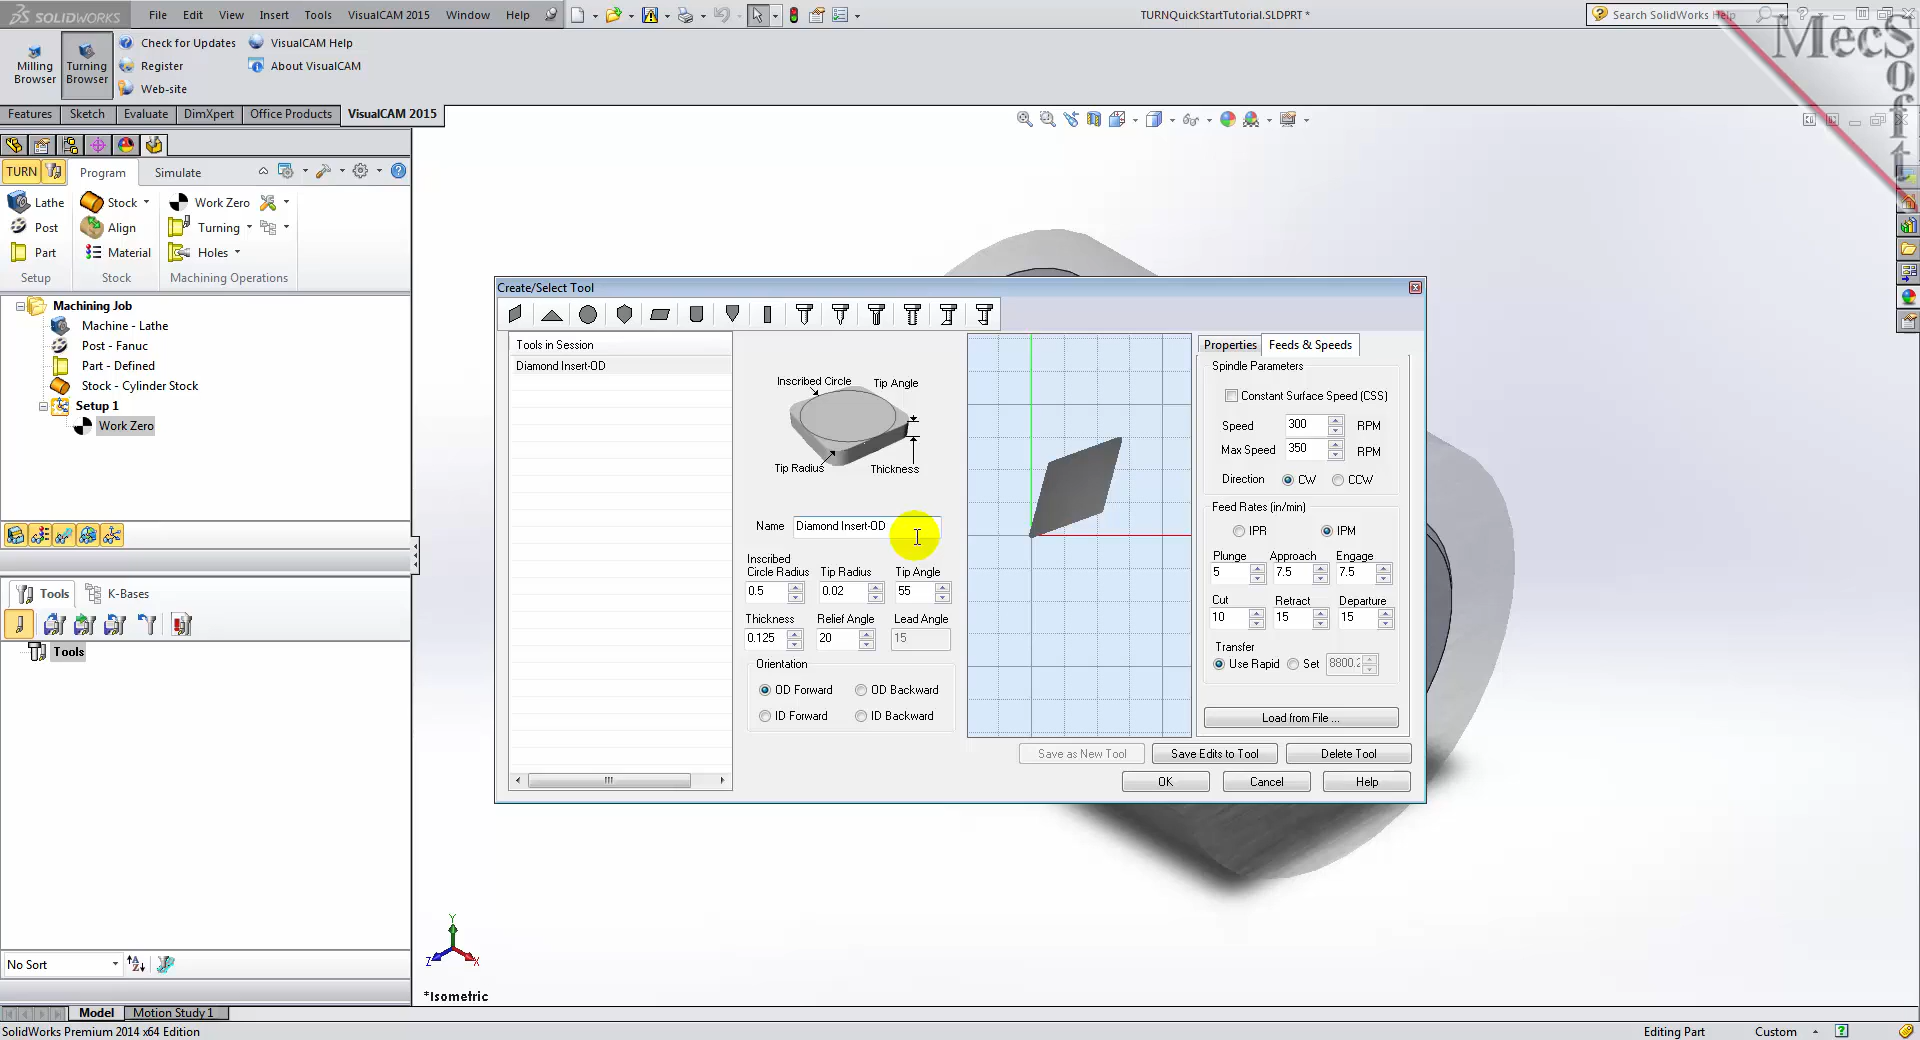 SOLIDWORKS
File Edit View Insert Tools VisualCAM 2015 Window Help
TURNQuickStartTutorial.SLDPRT *
Search SolidWorks Help
MecSoft
Milling Browser
Turning Browser
Check for Updates
Register
Web-site
VisualCAM Help
About VisualCAM
Features Sketch Evaluate DimXpert Office Products VisualCAM 2015
TURN Program Simulate
Lathe Stock Work Zero
Post Align Turning
Part Material Holes
Setup Stock Machining Operations
Machining Job
Machine - Lathe
Post - Fanuc
Part - Defined
Stock - Cylinder Stock
Setup 1
Work Zero
Tools K-Bases
Tools
No Sort
Create/Select Tool
Tools in Session
Diamond Insert-OD
Inscribed Circle Tip Angle
Tip Radius Thickness
Name Diamond Insert-OD
Inscribed
Circle Radius Tip Radius Tip Angle
0.5 0.02 55
Thickness Relief Angle Lead Angle
0.125 20 15
Orientation
OD Forward OD Backward
ID Forward ID Backward
Properties Feeds & Speeds
Spindle Parameters
Constant Surface Speed (CSS)
Speed 300 RPM
Max Speed 350 RPM
Direction CW CCW
Feed Rates (in/min)
IPR IPM
Plunge Approach Engage
5 7.5 7.5
Cut Retract Departure
10 15 15
Transfer
Use Rapid Set 8800.2
Load from File ...
Save as New Tool Save Edits to Tool Delete Tool
OK Cancel Help
Y
Z X
*Isometric
Model Motion Study 1
SolidWorks Premium 2014 x64 Edition
Editing Part Custom